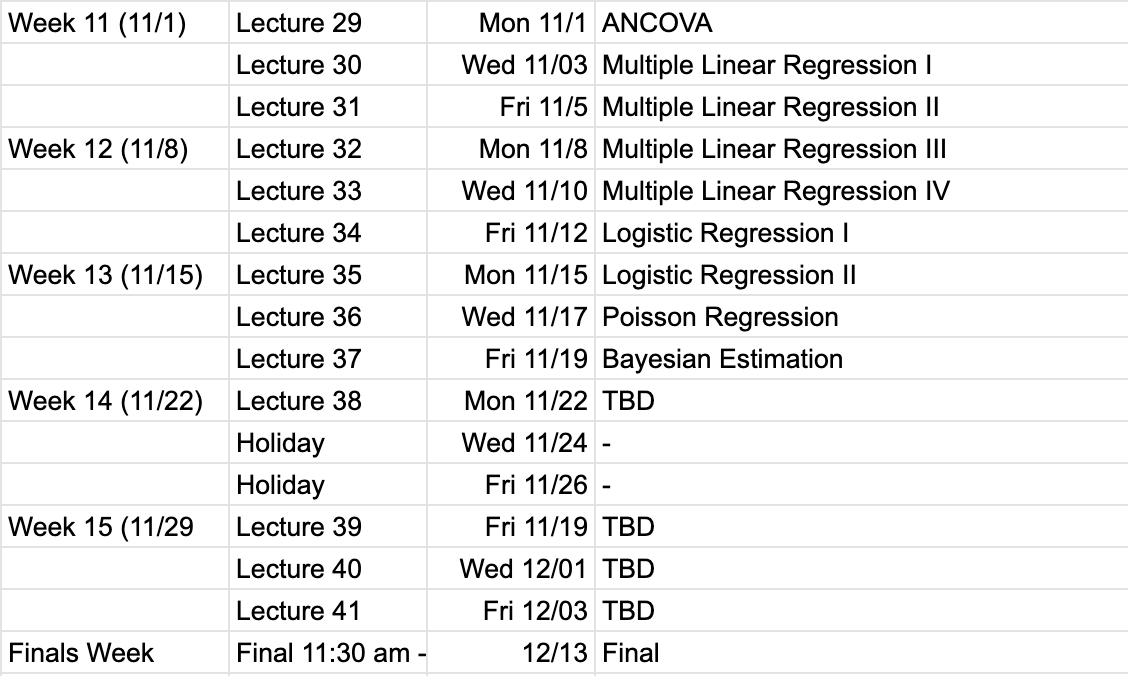 Week 11 (11/1) Lecture 29 Mon 11/1 ANCOVA
Lecture 30 Wed 11/03 Multiple Linear Regression I
Lecture 31 Fri 11/5 Multiple Linear Regression II
Week 12 (11/8) Lecture 32 Mon 11/8 Multiple Linear Regression III
Lecture 33 Wed 11/10 Multiple Linear Regression IV
Lecture 34 Fri 11/12 Logistic Regression I
Week 13 (11/15) Lecture 35 Mon 11/15 Logistic Regression II
Lecture 36 Wed 11/17 Poisson Regression
Lecture 37 Fri 11/19 Bayesian Estimation
Week 14 (11/22) Lecture 38 Mon 11/22 TBD
Holiday Wed 11/24 -
Holiday Fri 11/26 -
Week 15 (11/29 Lecture 39 Fri 11/19 TBD
Lecture 40 Wed 12/01 TBD
Lecture 41 Fri 12/03 TBD
Finals Week Final 11:30 am - 12/13 Final